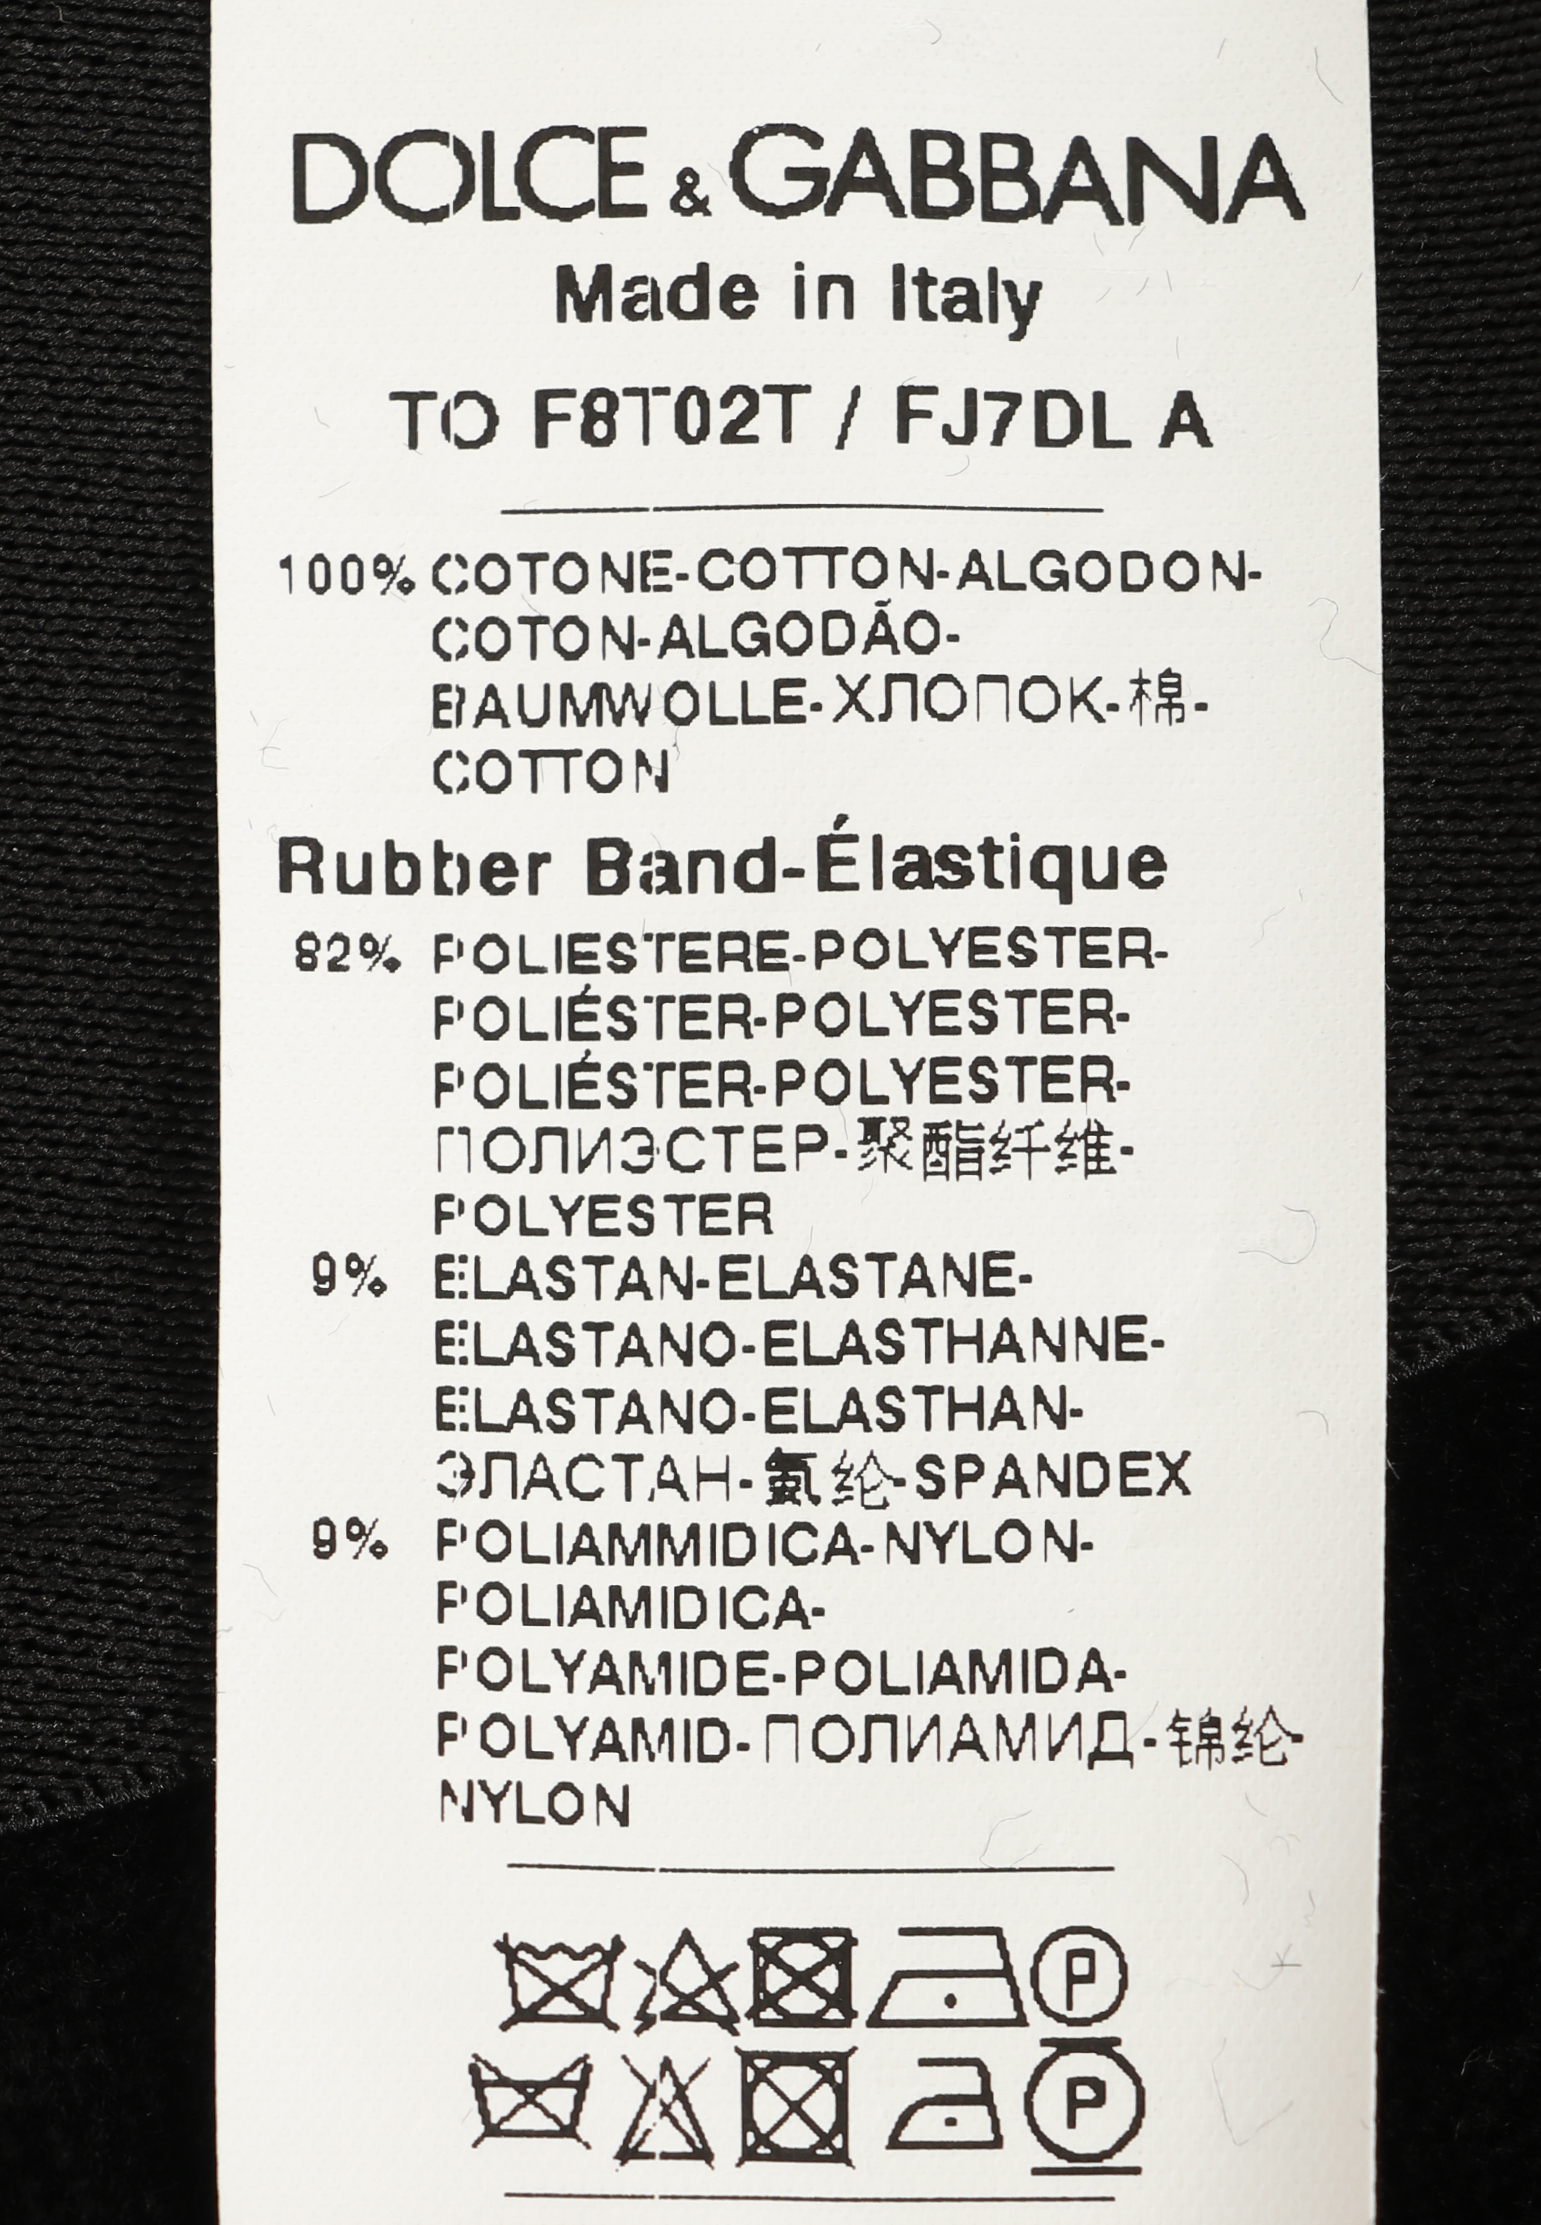 DOLCE & GABBANA
Made in Italy
TO F8T02T / FJ7DL A
100% COTONE-COTTON-ALGODON-
COTON-ALGODÃO-
BAUMWOLLE-ХЛОПОК-棉-
COTTON
Rubber Band-Élastique
82% POLIESTERE-POLYESTER-
POLIÉSTER-POLYESTER-
POLIÉSTER-POLYESTER-
ПОЛИЭСТЕР-聚酯纤维-
POLYESTER
9% ELASTAN-ELASTANE-
ELASTANO-ELASTHANNE-
ELASTANO-ELASTHAN-
ЭЛАСТАН-氨纶-SPANDEX
9% POLIAMMIDICA-NYLON-
POLIAMIDICA-
POLYAMIDE-POLIAMIDA-
POLYAMID-ПОЛИАМИД-锦纶-
NYLON
P
P